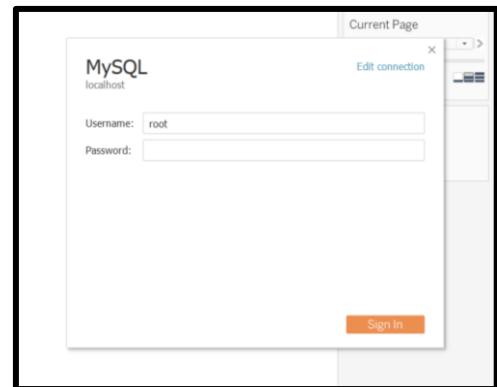 Current Page
MySQL
localhost
Edit connection
Username: root
Password:
Sign In